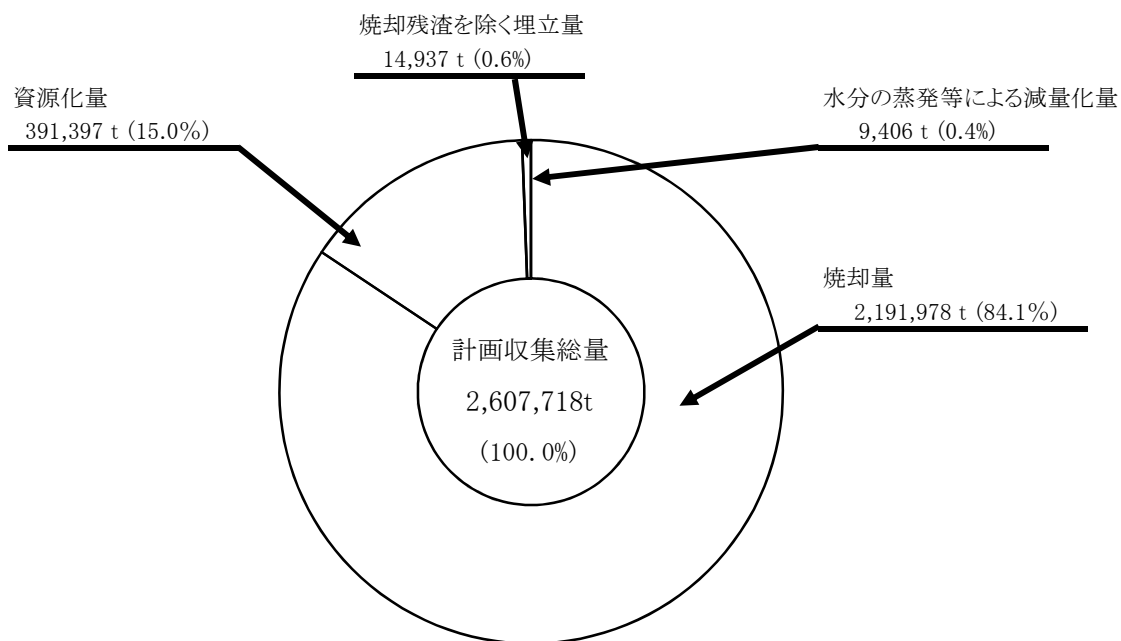 焼却残渣を除く埋立量
14,937 t (0.6%)
資源化量
391,397 t (15.0%)
水分の蒸発等による減量化量
9,406 t (0.4%)
焼却量
2,191,978 t (84.1%)
計画収集総量
2,607,718t
(100.0%)